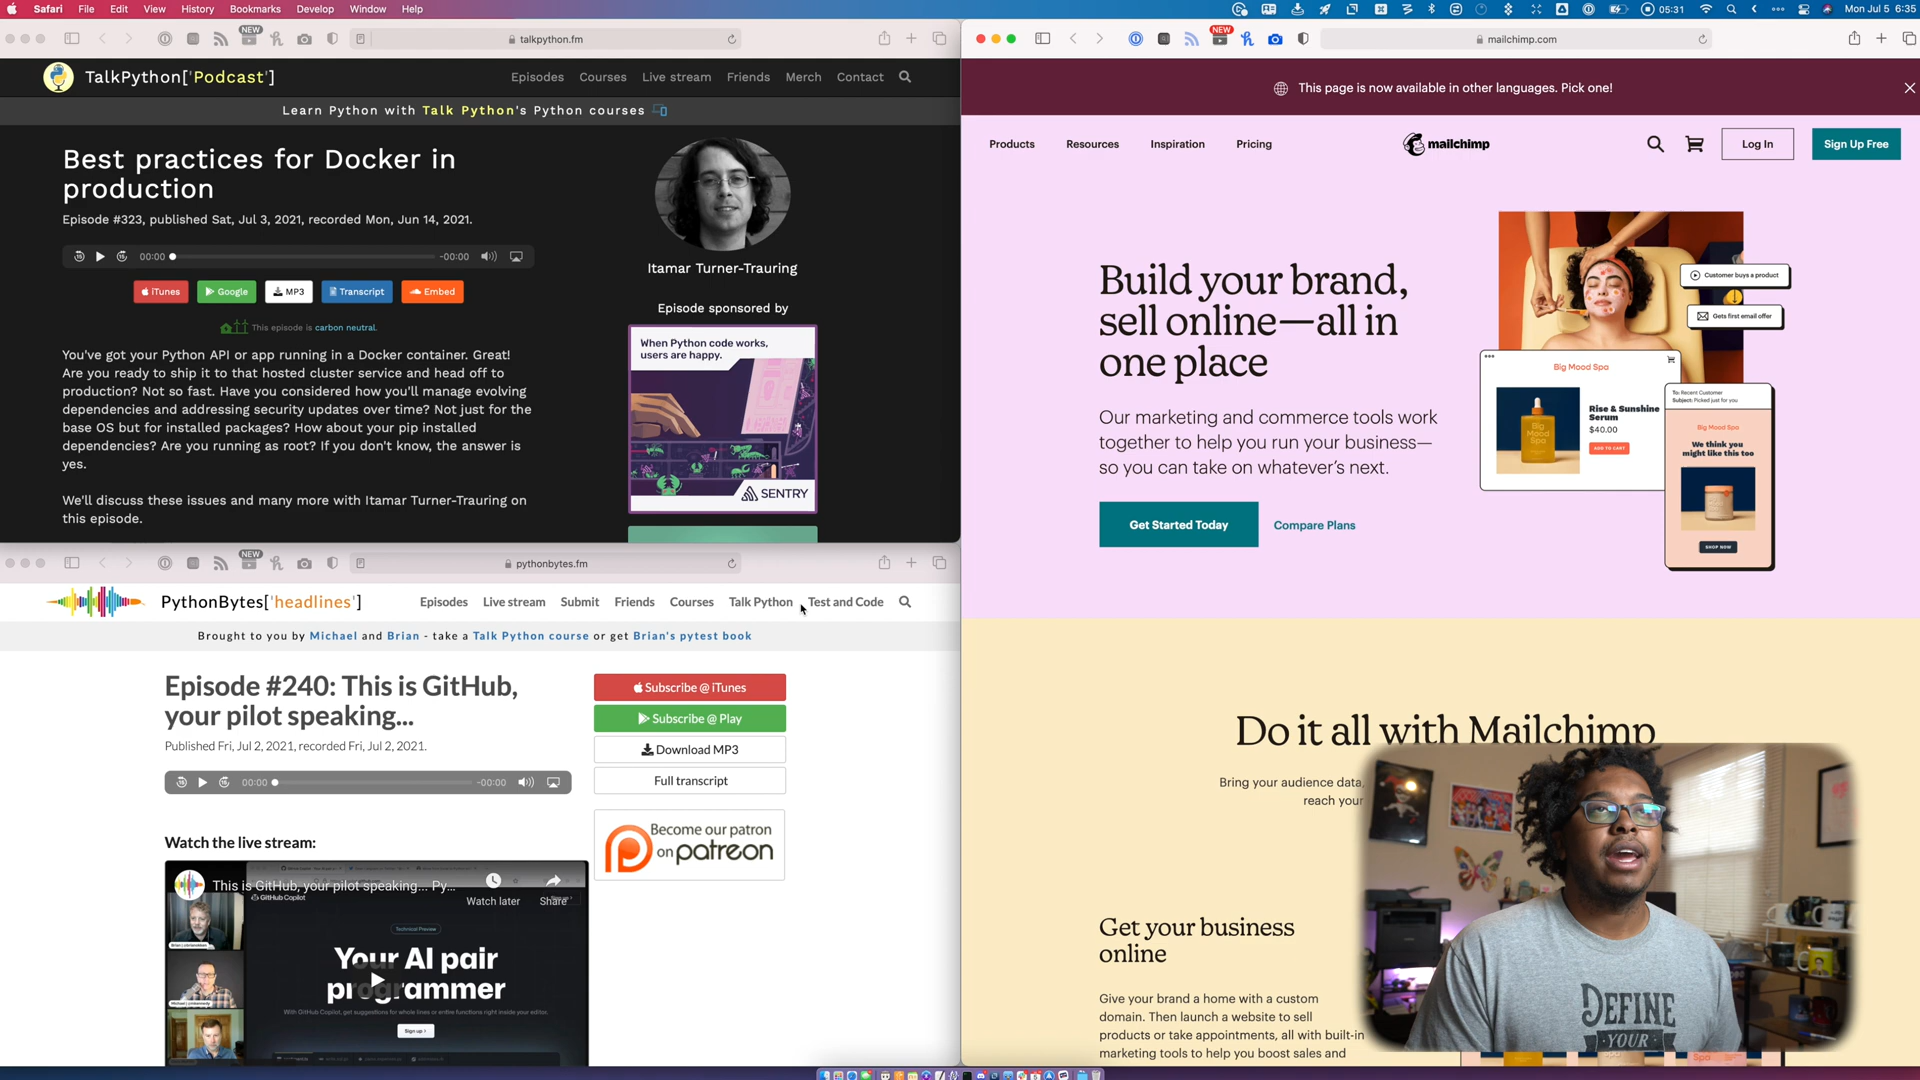 Safari File Edit View History Bookmarks Develop Window Help
05:31 Mon Jul 5 6:35
NEW
talkpython.fm
TalkPython['Podcast']
Episodes Courses Live stream Friends Merch Contact
Learn Python with Talk Python's Python courses
Best practices for Docker in
production
Episode #323, published Sat, Jul 3, 2021, recorded Mon, Jun 14, 2021.
00:00 -00:00
iTunes Google MP3 Transcript Embed
This episode is carbon neutral.
You've got your Python API or app running in a Docker container. Great!
Are you ready to ship it to that hosted cluster service and head off to
production? Not so fast. Have you considered how you'll manage evolving
dependencies and addressing security updates over time? Not just for the
base OS but for installed packages? How about your pip installed
dependencies? Are you running as root? If you don't know, the answer is
yes.
We'll discuss these issues and many more with Itamar Turner-Trauring on
this episode.
Itamar Turner-Trauring
Episode sponsored by
When Python code works,
users are happy.
SENTRY
NEW
pythonbytes.fm
PythonBytes['headlines']
Episodes Live stream Submit Friends Courses Talk Python Test and Code
Brought to you by Michael and Brian - take a Talk Python course or get Brian's pytest book
Episode #240: This is GitHub,
your pilot speaking...
Published Fri, Jul 2, 2021, recorded Fri, Jul 2, 2021.
00:00 -00:00
Watch the live stream:
This is GitHub, your pilot speaking... Py...
Watch later Share
GitHub Copilot
Technical Preview
Your AI pair
programmer
With GitHub Copilot, get suggestions for whole lines or entire functions right inside your editor.
Sign up ›
Subscribe @ iTunes
Subscribe @ Play
Download MP3
Full transcript
Become our patron
on patreon
NEW
mailchimp.com
This page is now available in other languages. Pick one!
Products Resources Inspiration Pricing
mailchimp
Log In
Sign Up Free
Build your brand,
sell online—all in
one place
Our marketing and commerce tools work
together to help you run your business—
so you can take on whatever's next.
Get Started Today Compare Plans
Customer buys a product
Gets first email offer
Big Mood Spa
Big
Mood
Spa
Rise & Sunshine
Serum
$40.00
ADD TO CART
To: Recent Customer
Subject: Picked just for you
Big Mood Spa
We think you
might like this too
SHOP NOW
Do it all with Mailchimp
Bring your audience data,
reach your
Get your business
online
Give your brand a home with a custom
domain. Then launch a website to sell
products or take appointments, all with built-in
marketing tools to help you boost sales and
DEFINE
YOUR